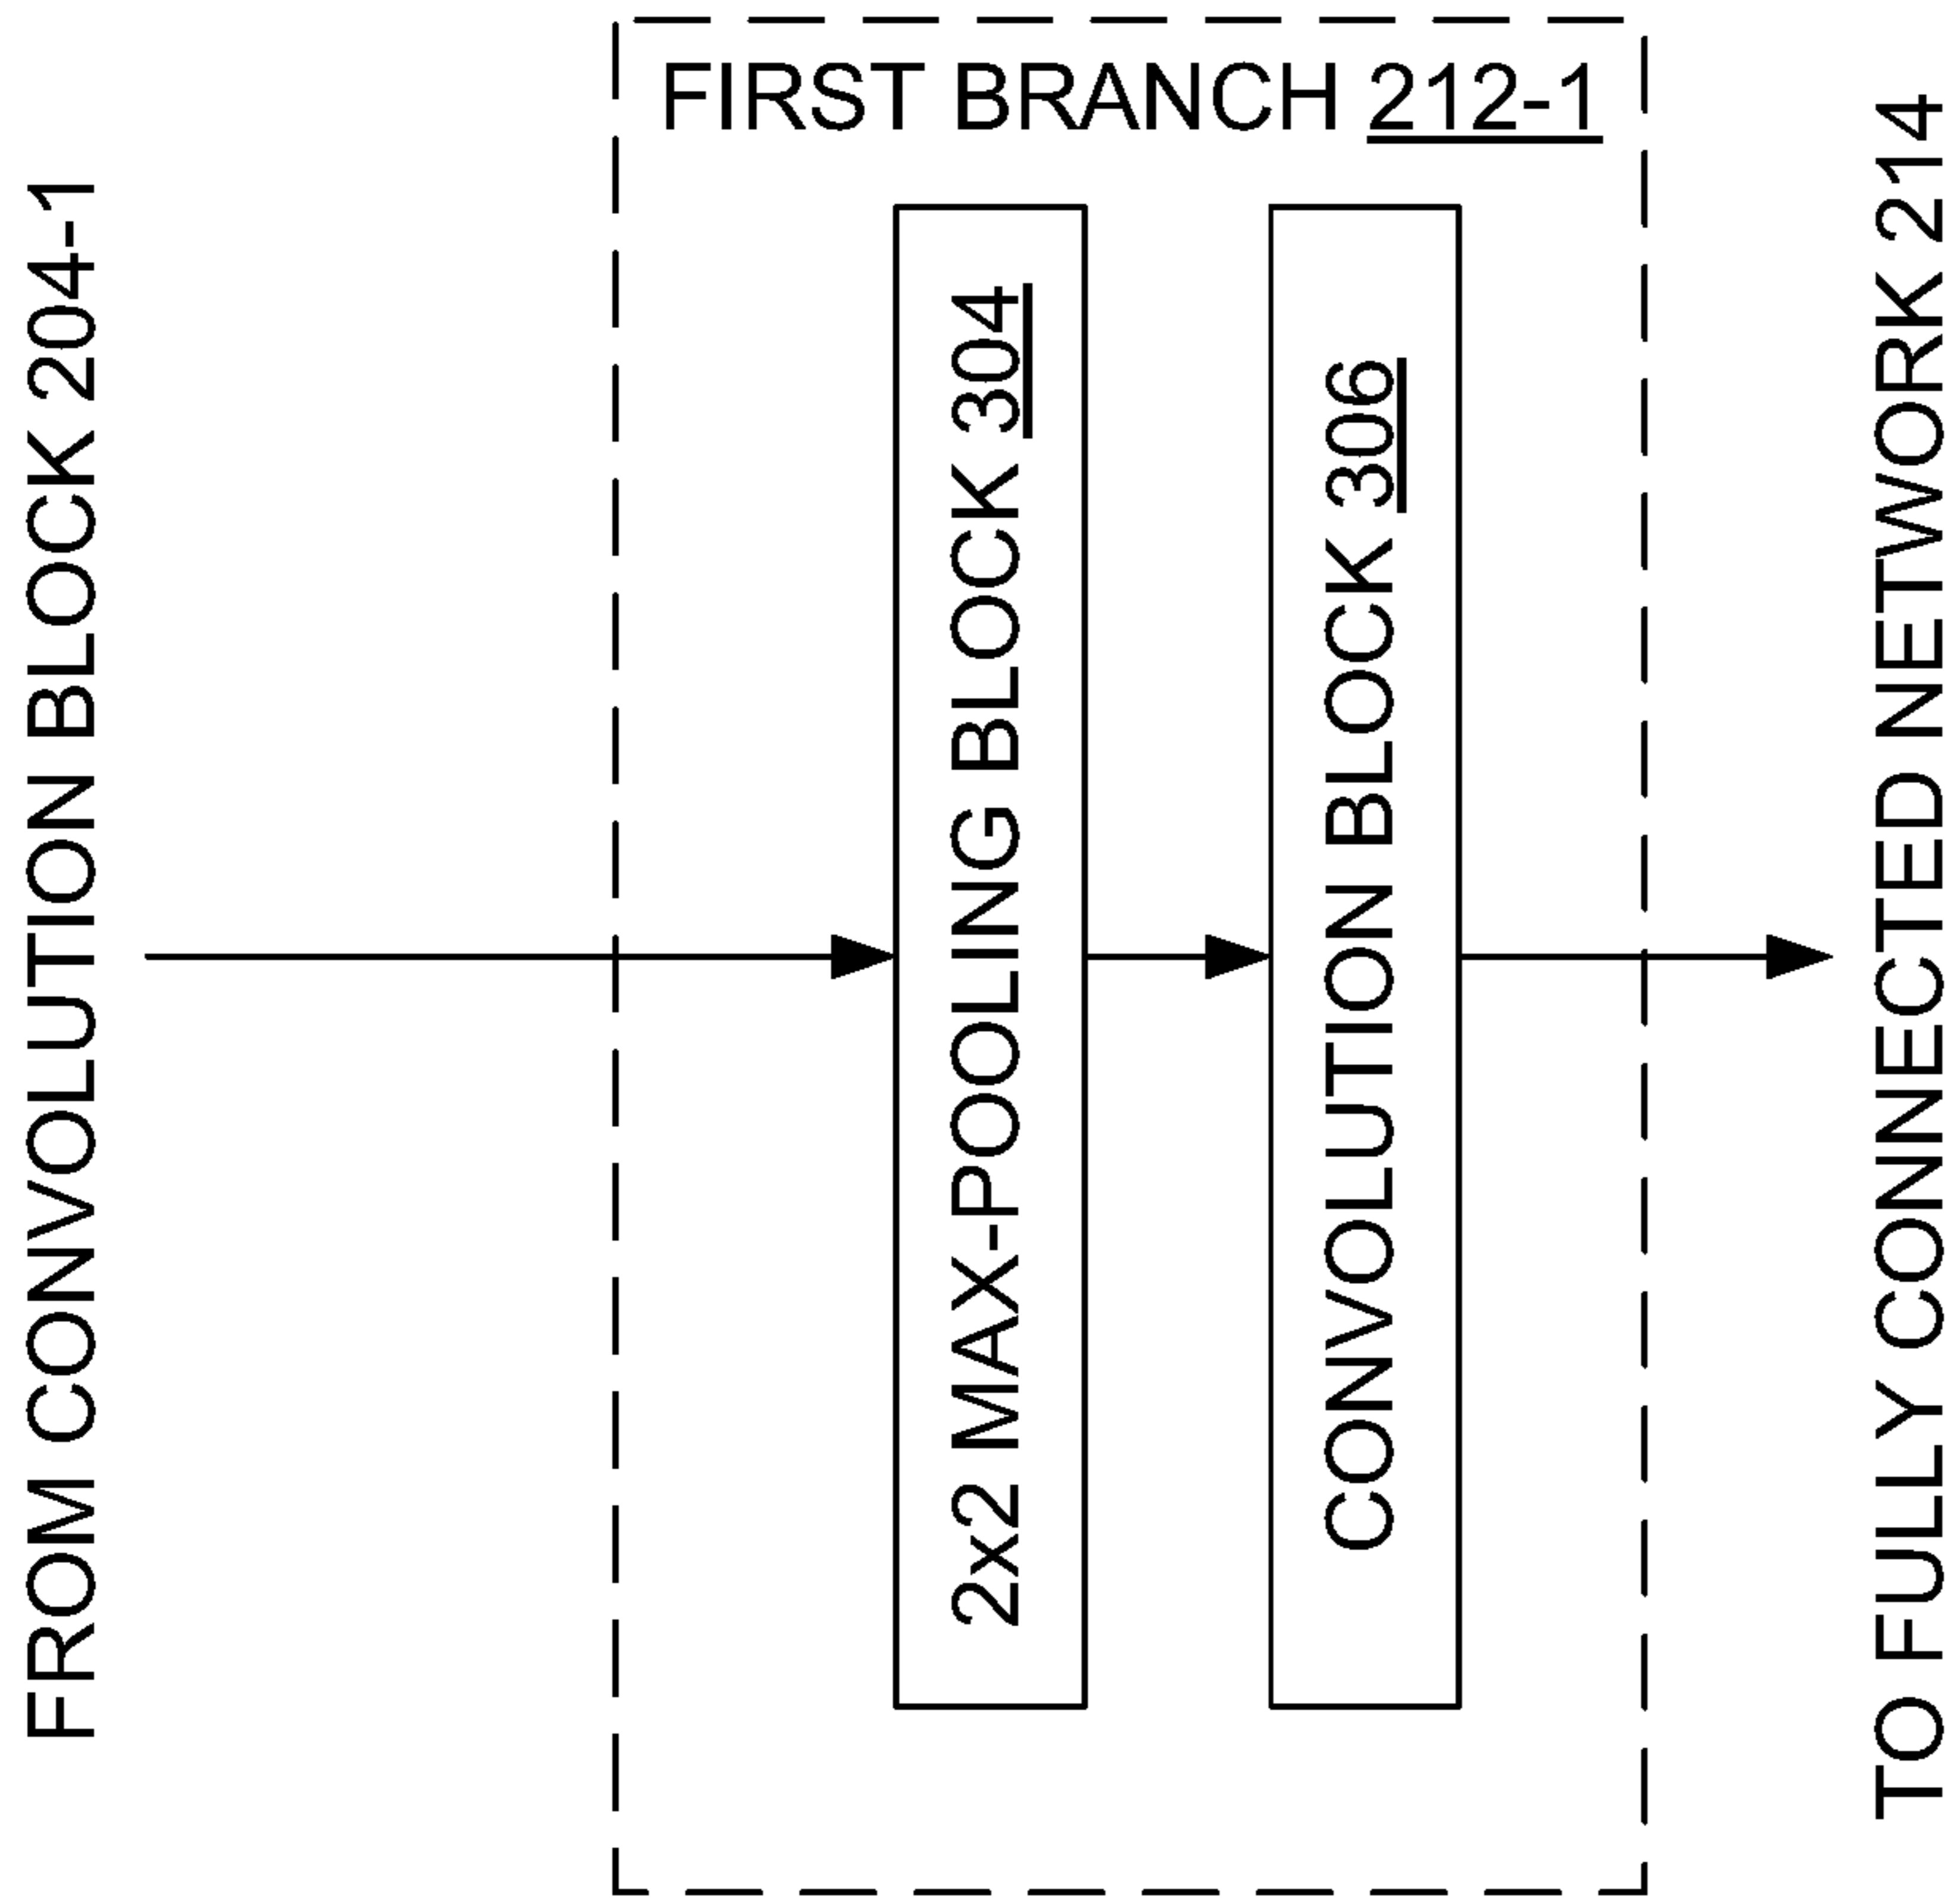 FIRST BRANCH 212-1
FROM CONVOLUTION BLOCK 204-1
2x2 MAX-POOLING BLOCK 304
CONVOLUTION BLOCK 306
TO FULLY CONNECTED NETWORK 214